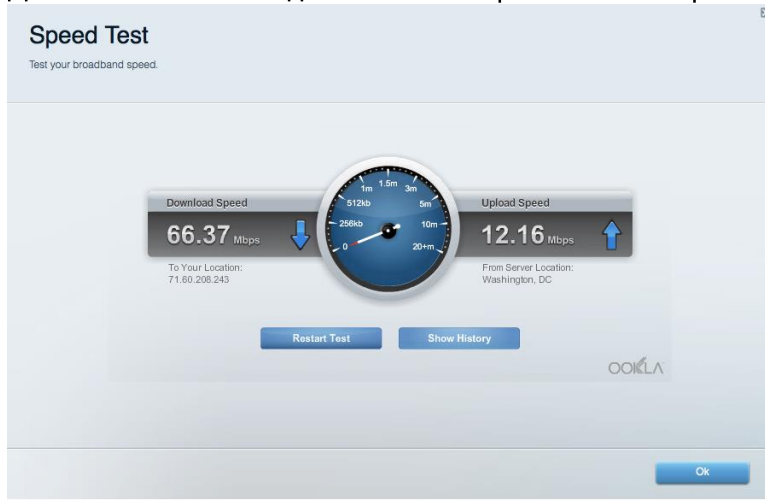 Speed Test
Test your broadband speed.
1m 1.5m 3m
512kb 5m
256kb 10m
0 20+m
Download Speed
66.37 Mbps
To Your Location:
71.60.208.243
Upload Speed
12.16 Mbps
From Server Location:
Washington, DC
Restart Test Show History
OOKLA
Ok